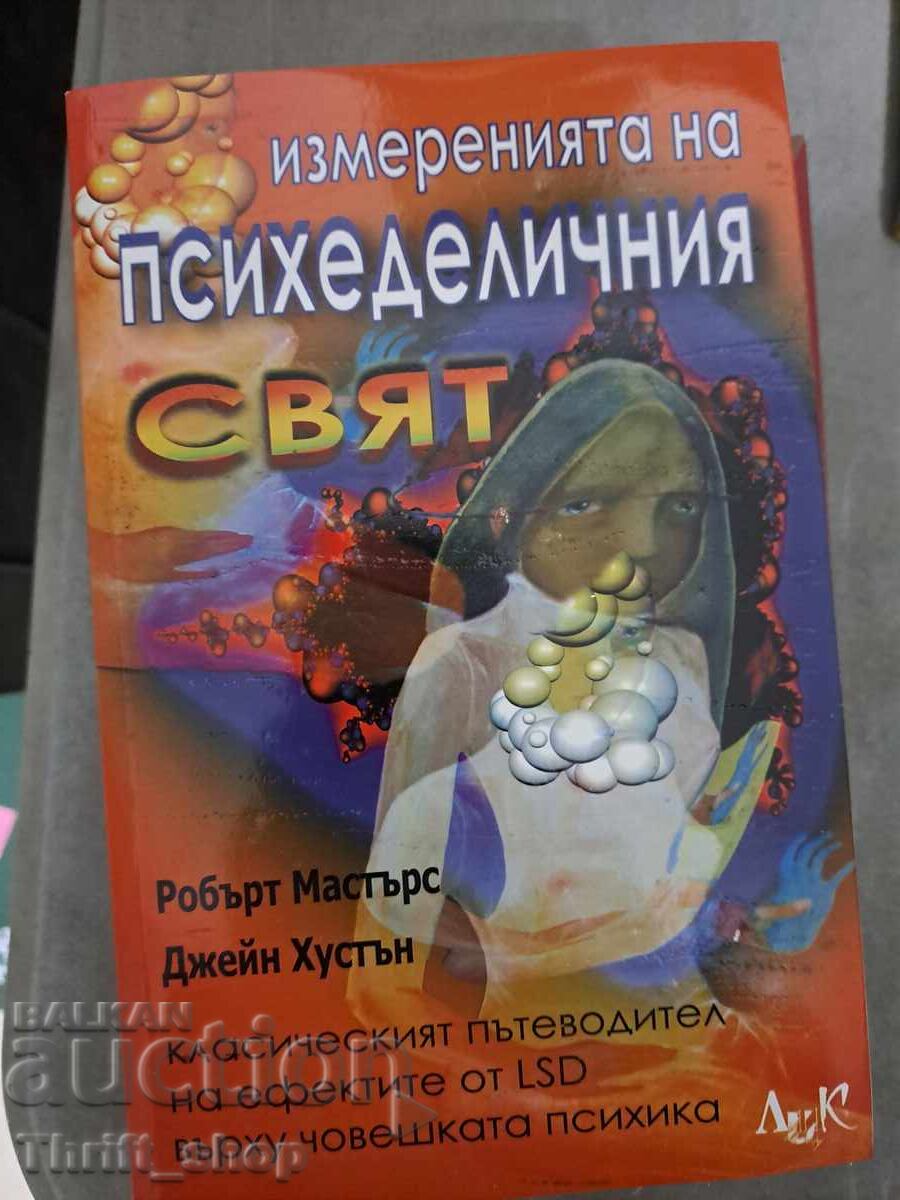 измеренията на
психеделичния
свят
Робърт Мастърс
Джейн Хустън
класическият пътеводител
на ефектите от LSD
върху човешката психика
ЛиК
BALKAN
auction
Thrift_shop